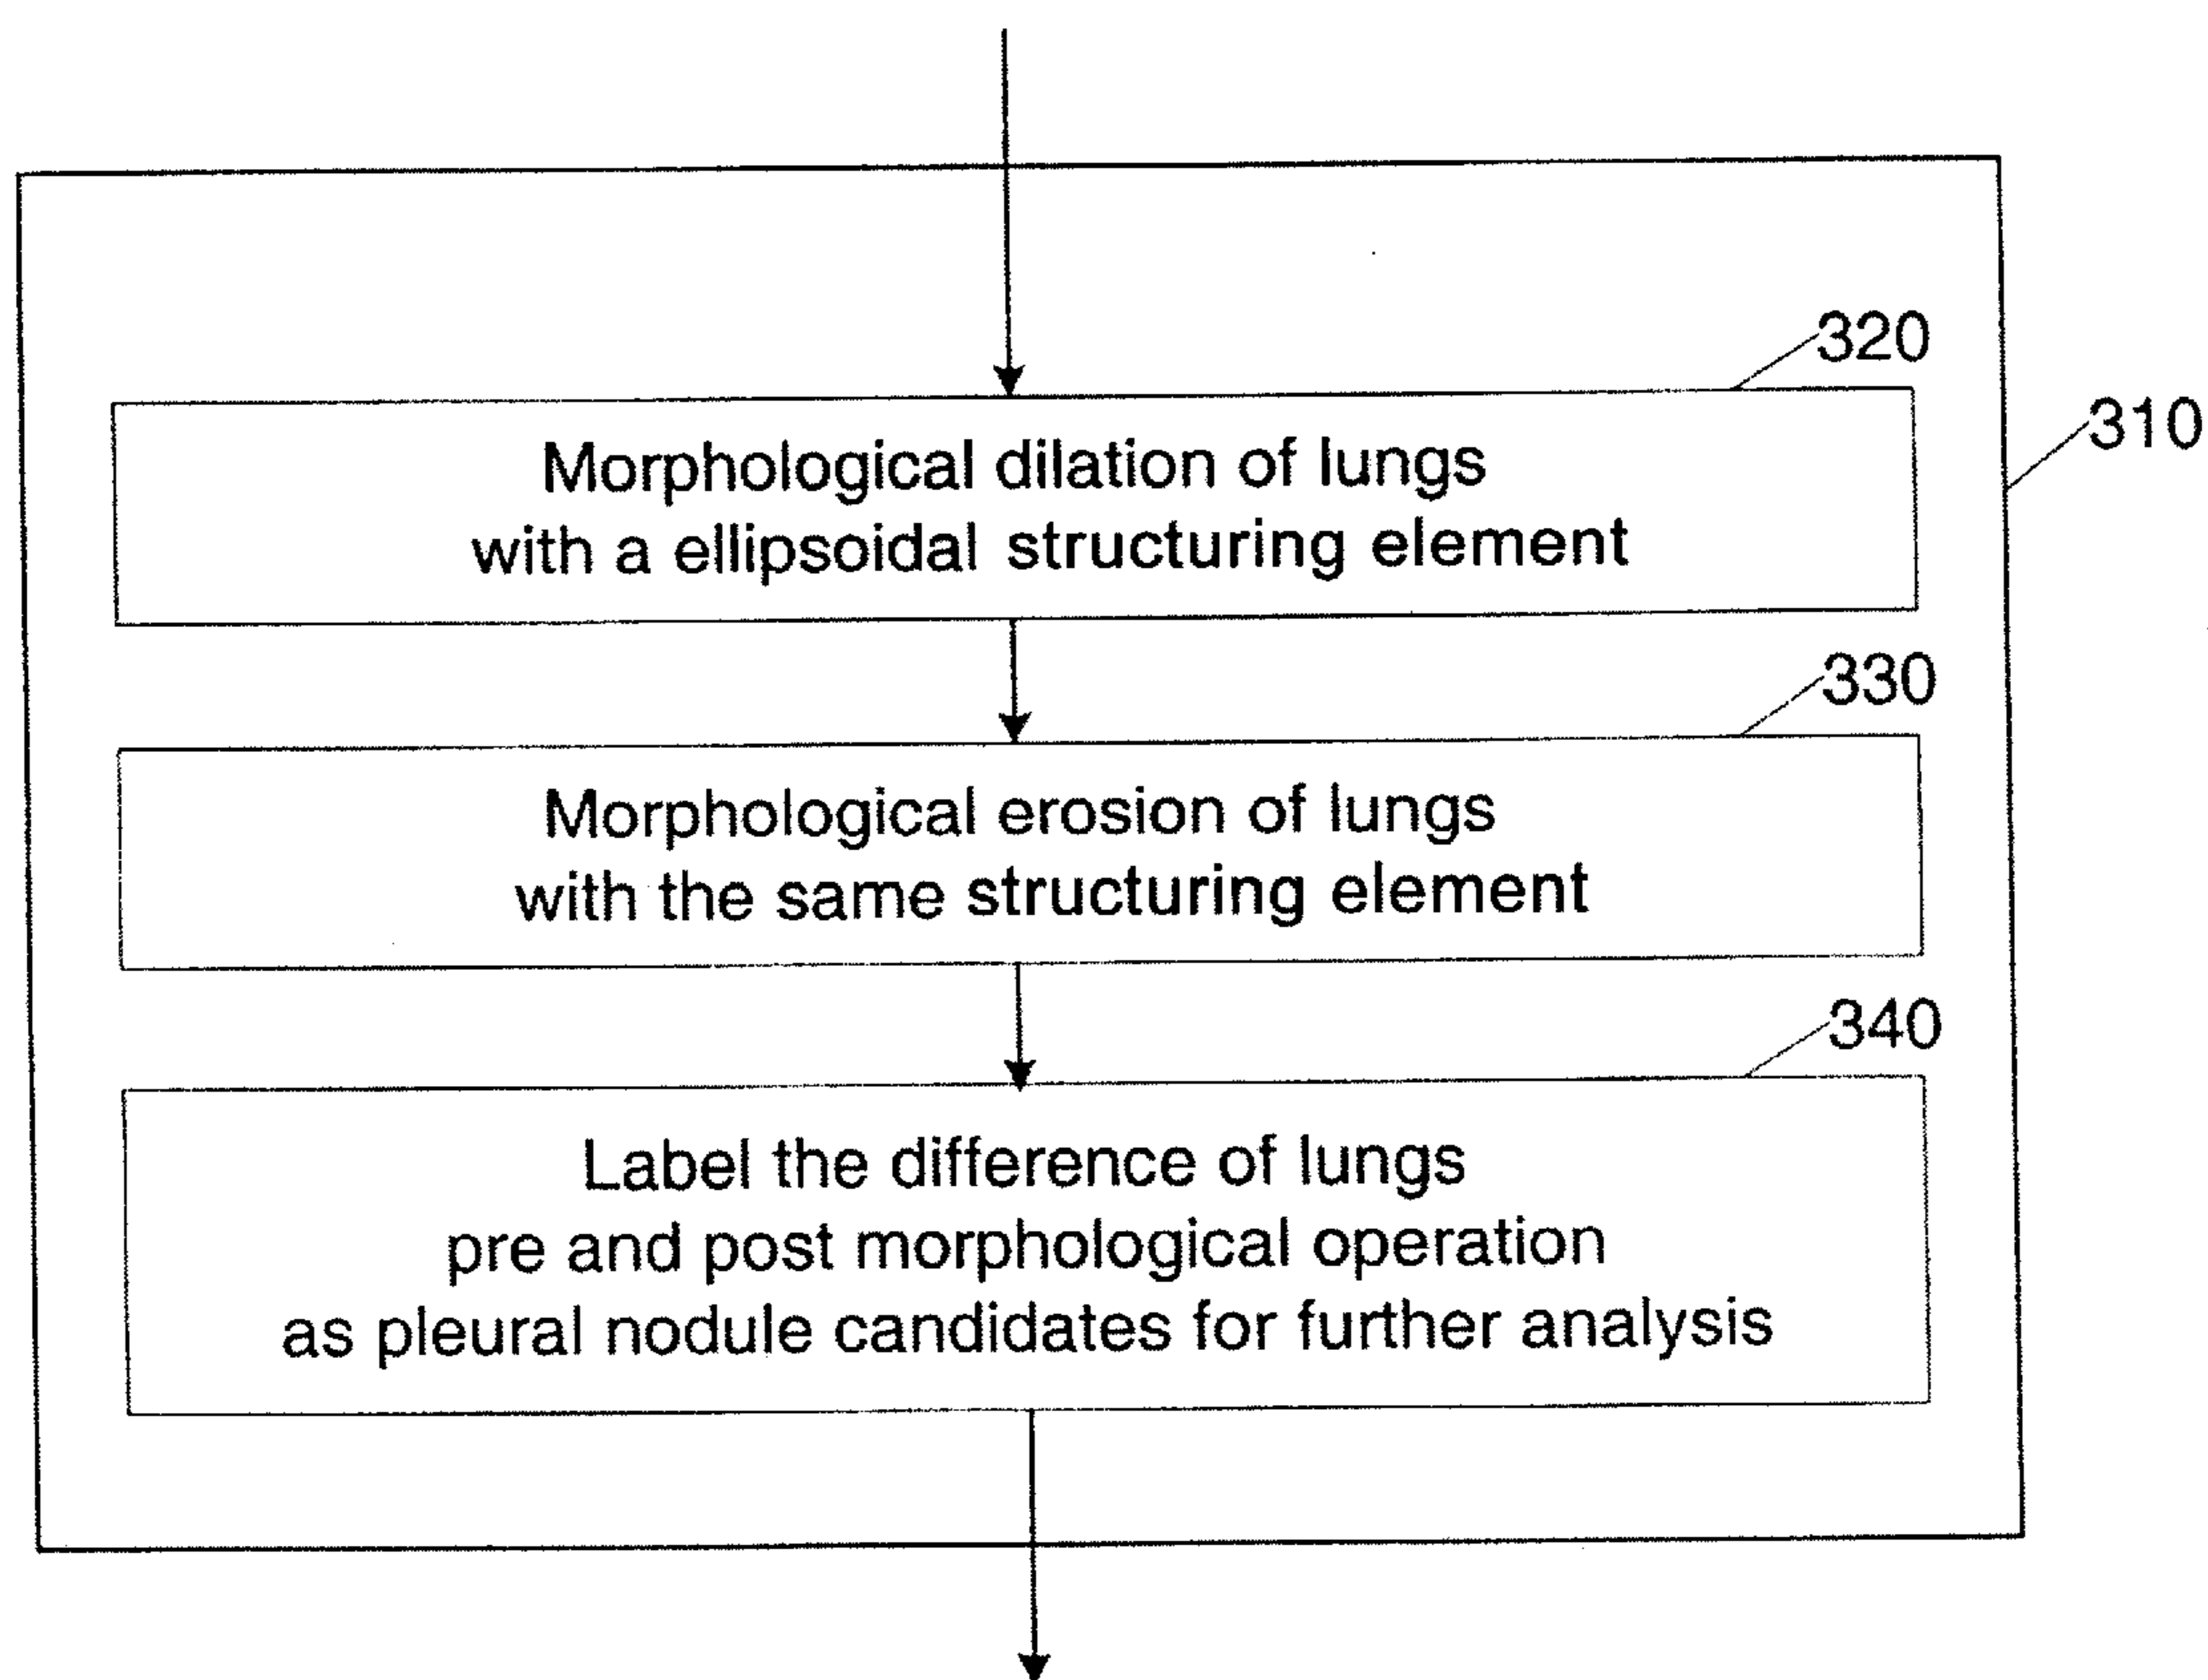 320
310
Morphological dilation of lungs
with a ellipsoidal structuring element
330
Morphological erosion of lungs
with the same structuring element
340
Label the difference of lungs
pre and post morphological operation
as pleural nodule candidates for further analysis